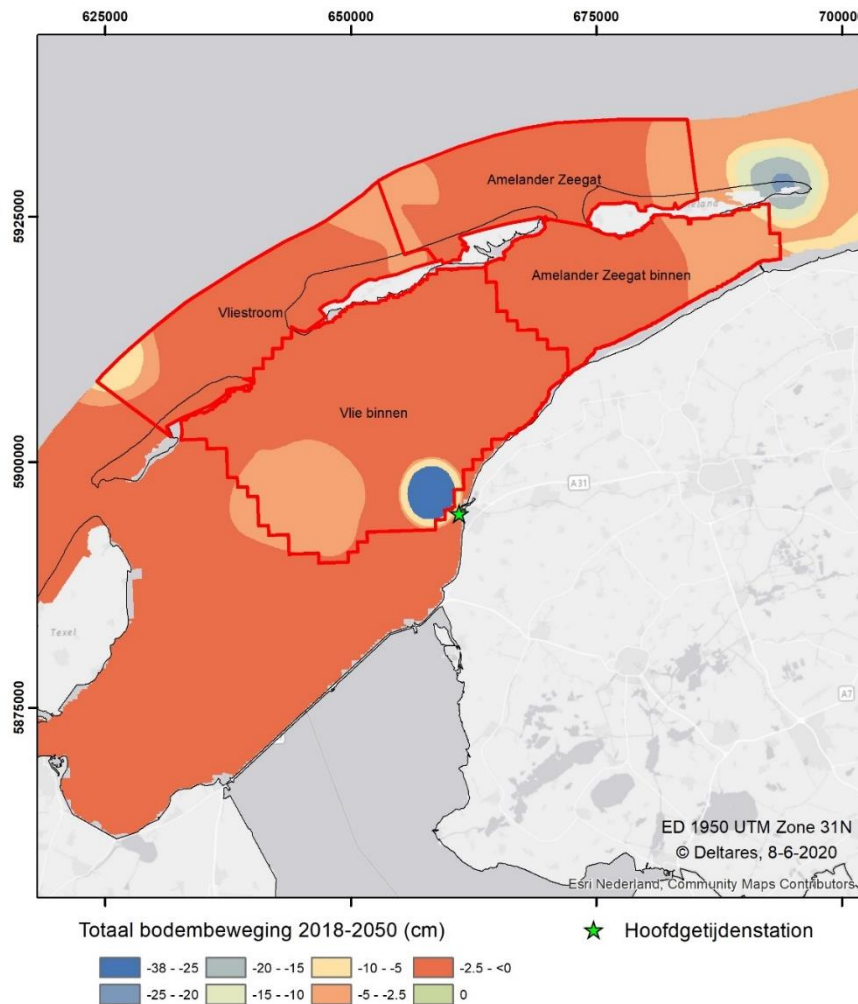 625000 650000 675000 700000
5925000
5900000
5875000
Amelander Zeegat
Amelander Zeegat binnen
Vliestroom
Vlie binnen
A31
Texel
A7
ED 1950 UTM Zone 31N
© Deltares, 8-6-2020
Esri Nederland, Community Maps Contributors
Totaal bodembeweging 2018-2050 (cm)
Hoofdgetijdenstation
-38 - -25 -20 - -15 -10 - -5 -2.5 - <0
-25 - -20 -15 - -10 -5 - -2.5 0